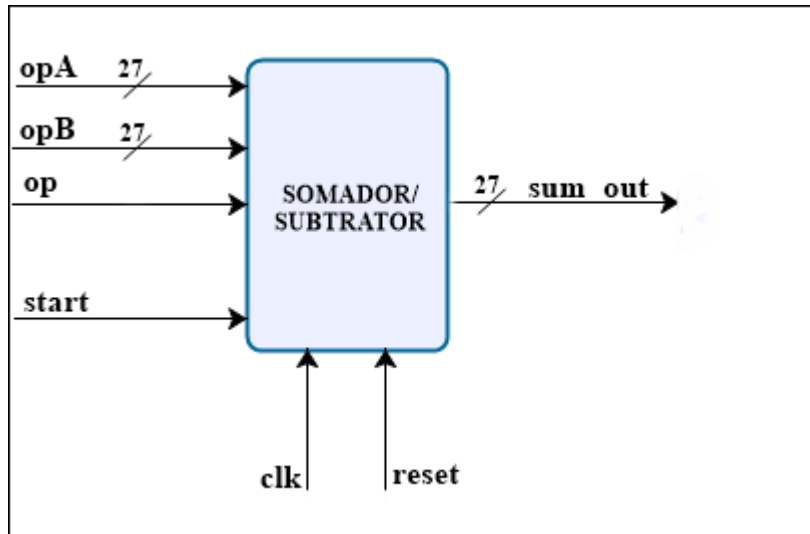 opA 27
opB 27
op
SOMADOR/
SUBTRATOR
27 sum out
start
clk
reset